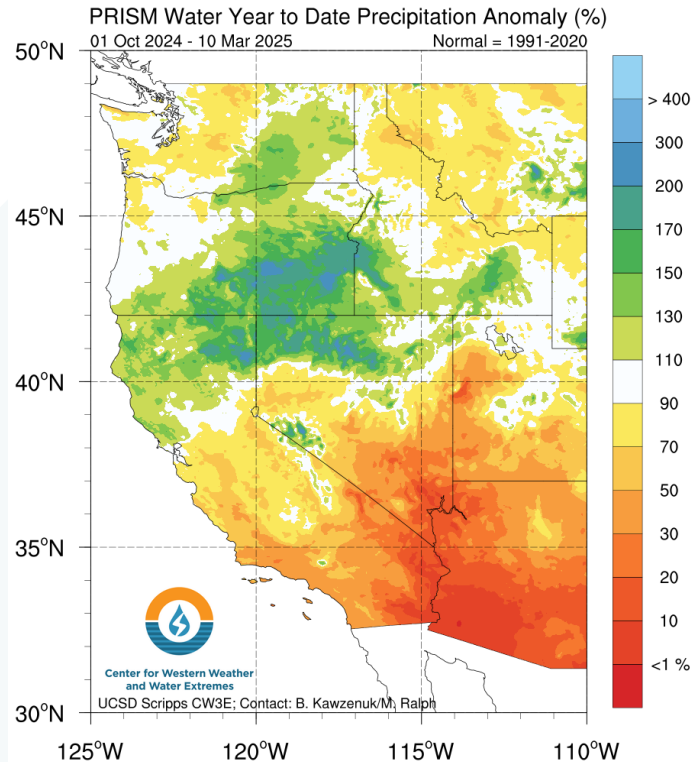 PRISM Water Year to Date Precipitation Anomaly (%)
01 Oct 2024 - 10 Mar 2025 Normal = 1991-2020
50°N
> 400
300
200
45°N
170
150
130
110
40°N
90
70
50
35°N
30
20
10
<1 %
Center for Western Weather
and Water Extremes
UCSD Scripps CW3E; Contact: B. Kawzenuk/M. Ralph
30°N
125°W 120°W 115°W 110°W